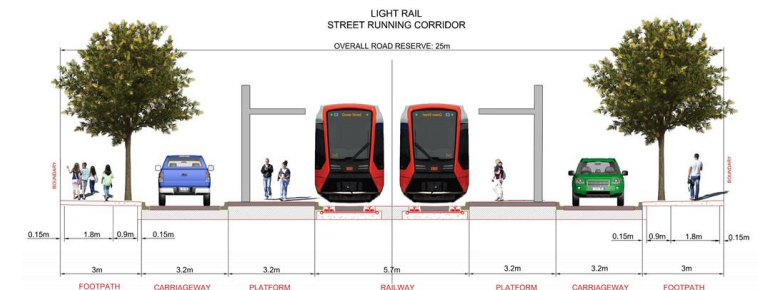 LIGHT RAIL
STREET RUNNING CORRIDOR
OVERALL ROAD RESERVE: 25m
BOUNDARY
BOUNDARY
0.15m 1.8m 0.9m 0.15m 0.15m 0.9m 1.8m 0.15m
3m 3.2m 3.2m 5.7m 3.2m 3.2m 3m
FOOTPATH CARRIAGEWAY PLATFORM RAILWAY PLATFORM CARRIAGEWAY FOOTPATH